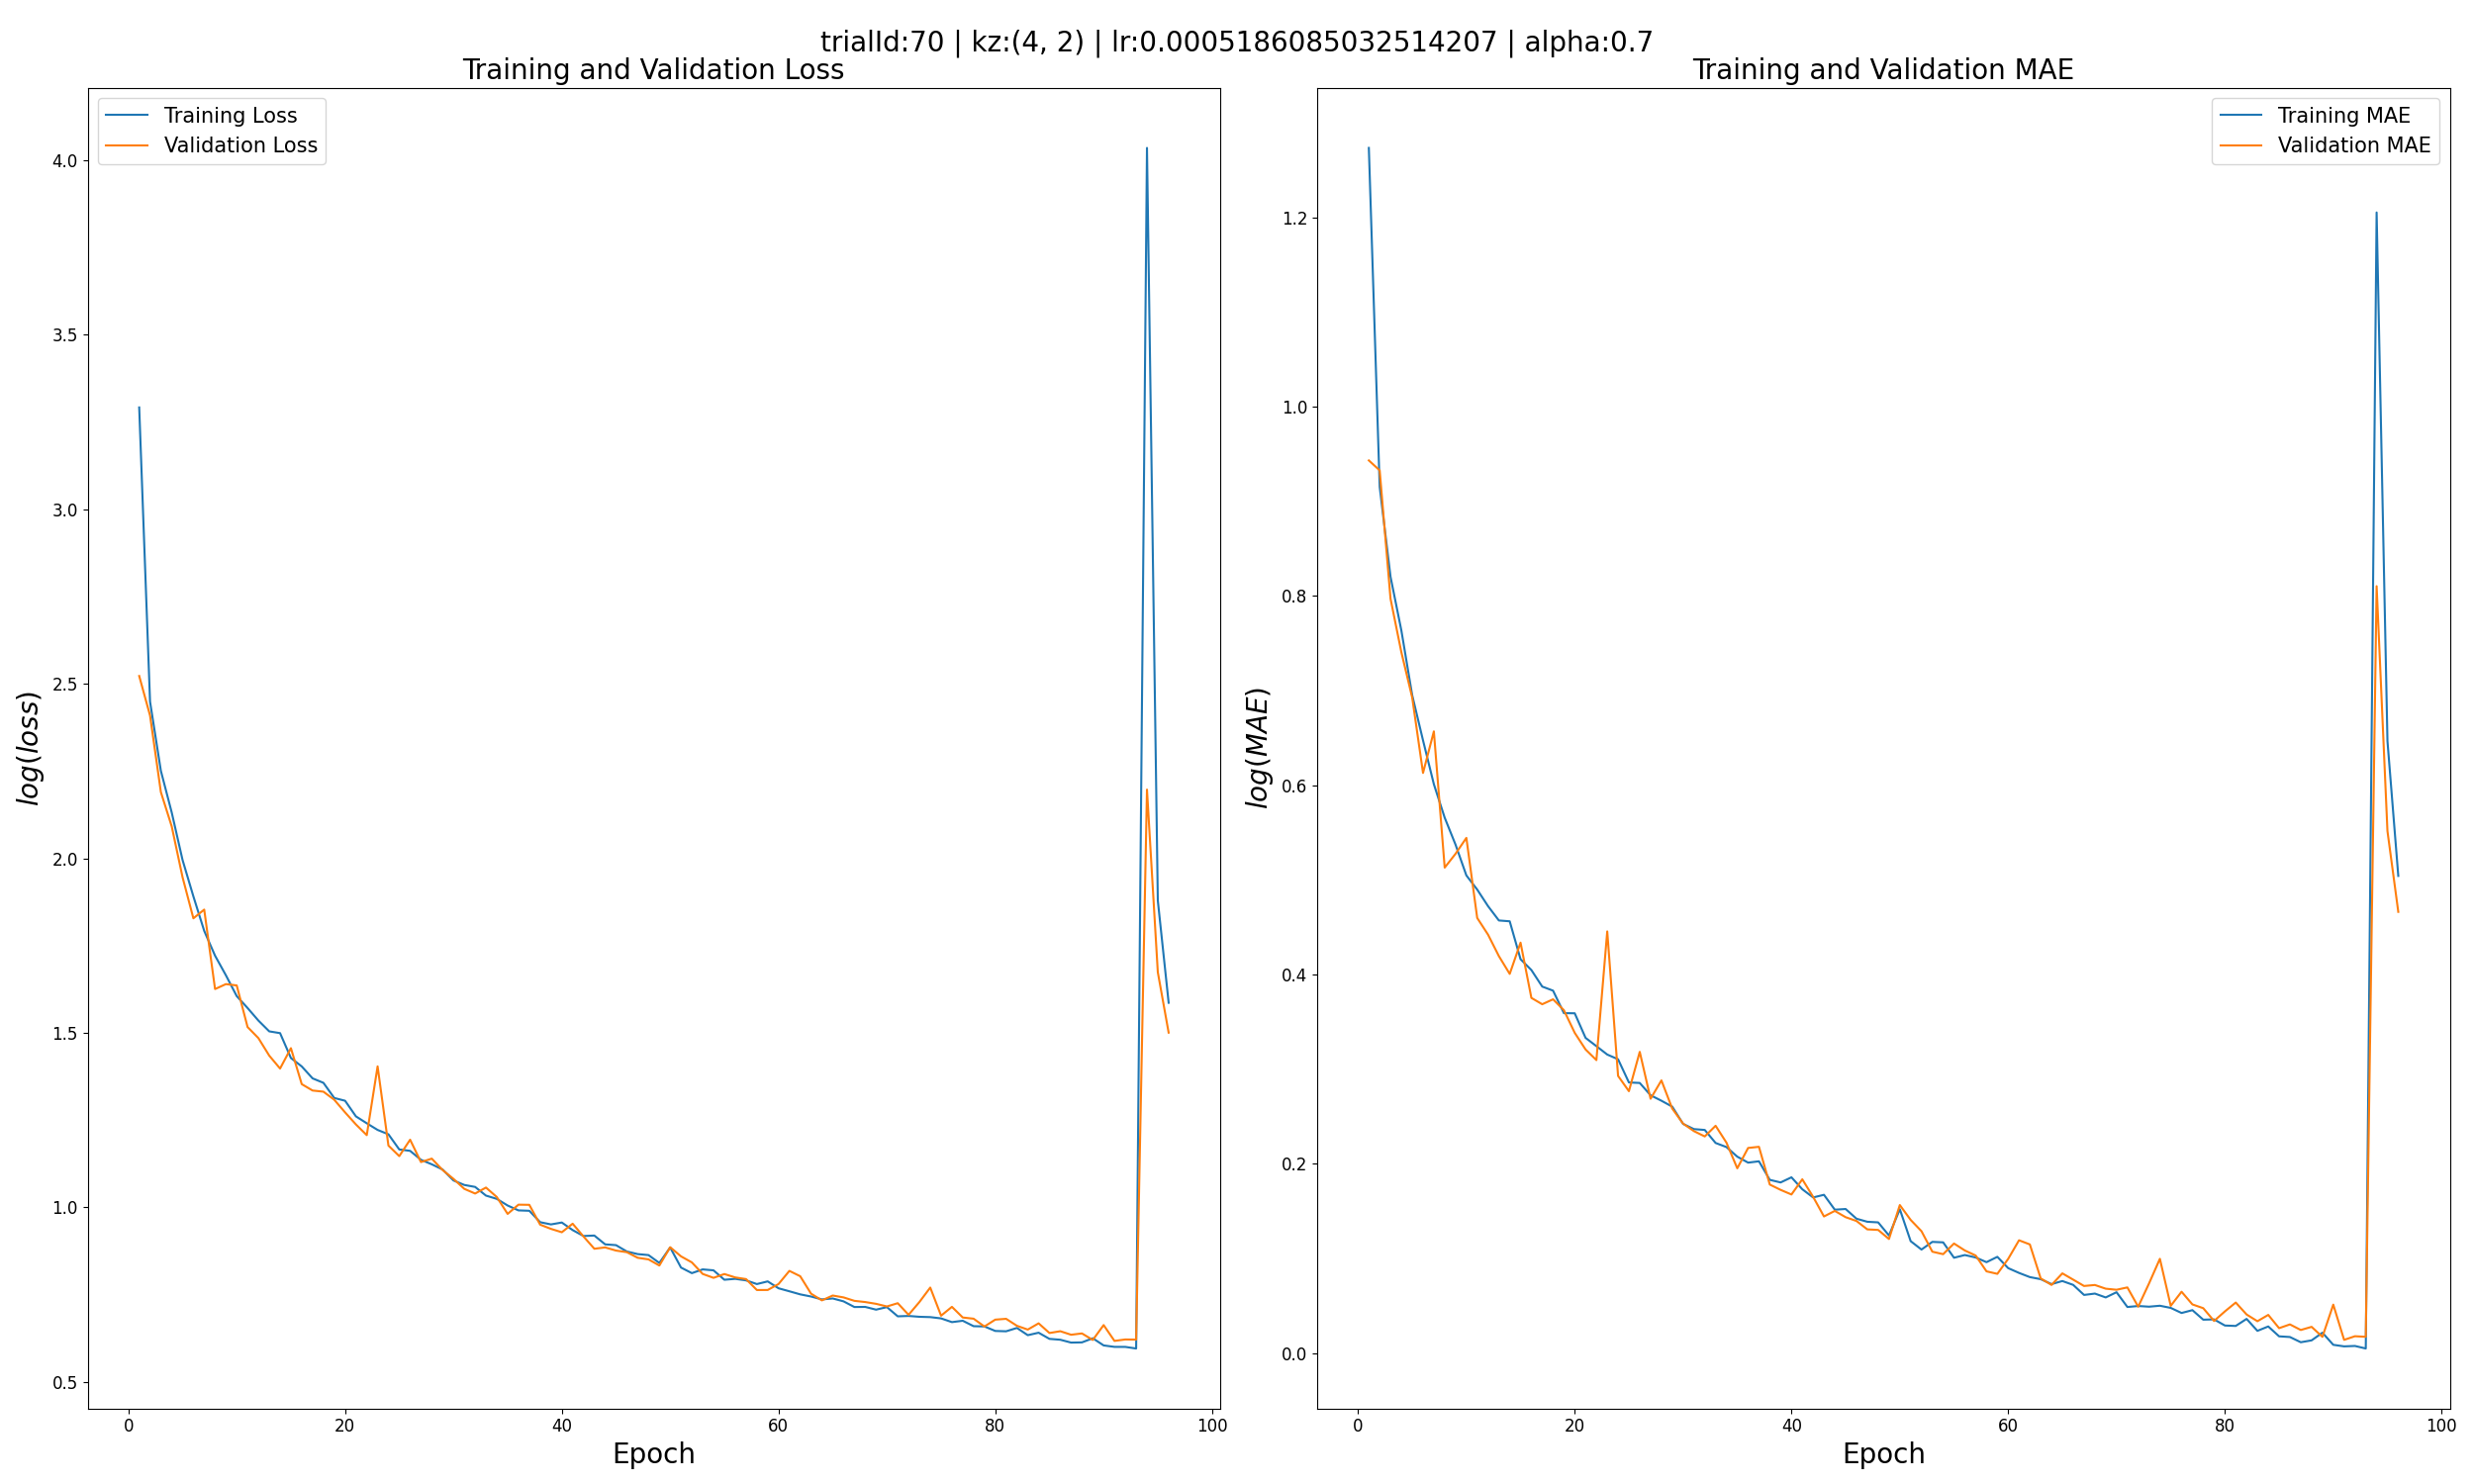 trialId:70 | kz:(4, 2) | lr:0.0005186085032514207 | alpha:0.7
Training and Validation Loss
Training Loss
Validation Loss
4.0
3.5
3.0
2.5
2.0
1.5
1.0
0.5
log(loss)
0 20 40 60 80 100
Epoch
Training and Validation MAE
Training MAE
Validation MAE
1.2
1.0
0.8
0.6
0.4
0.2
0.0
log(MAE)
0 20 40 60 80 100
Epoch